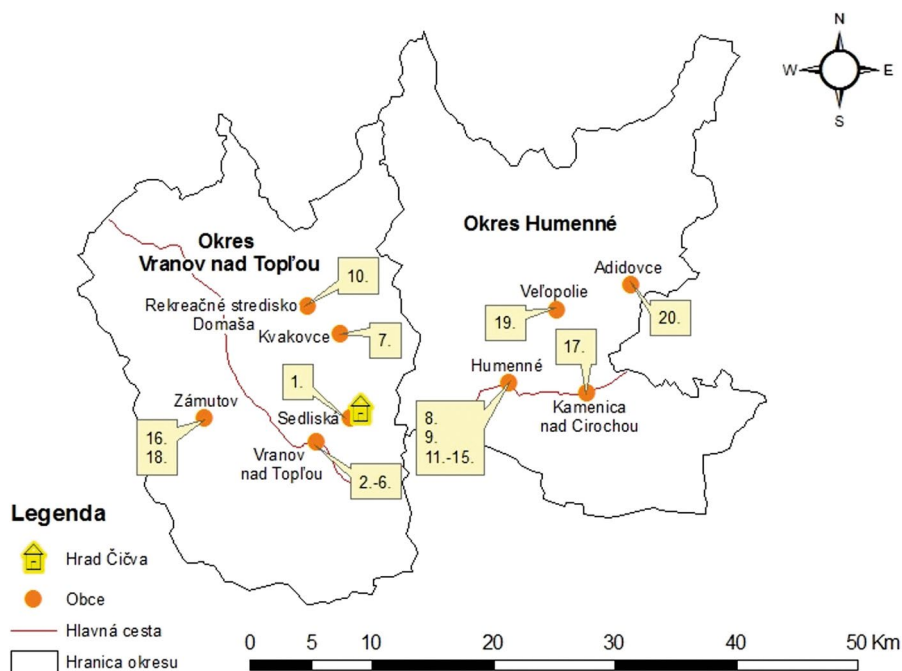 N
W E
S
Okres Humenné
Okres
Vranov nad Topľou
10.
Adidovce
Veľopolie
Rekreačné stredisko
Domaša
19.
20.
Kvakovce
7.
17.
Humenné
1.
Zámutov
Sedliská
Kamenica
nad Cirochou
8.
9.
11.-15.
16.
18.
Vranov
nad Topľou
2.-6.
Legenda
Hrad Čičva
Obce
Hlavná cesta
Hranica okresu
0 5 10 20 30 40 50 Km